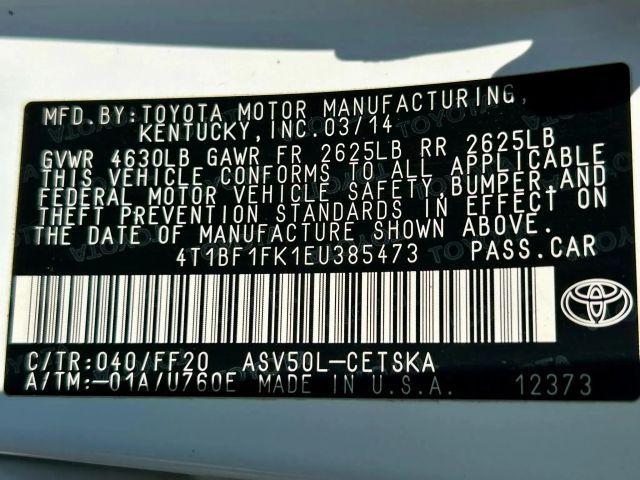 MFD.BY:TOYOTA MOTOR MANUFACTURING,
KENTUCKY,INC.03/14
GVWR 4630LB GAWR FR 2625LB RR 2625LB
THIS VEHICLE CONFORMS TO ALL APPLICABLE
FEDERAL MOTOR VEHICLE SAFETY,BUMPER,AND
THEFT PREVENTION STANDARDS IN EFFECT ON
THE DATE OF MANUFACTURE SHOWN ABOVE.
4T1BF1FK1EU385473 PASS.CAR
C/TR:040/FF20 ASV50L-CETSKA
A/TM:-01A/U760E MADE IN U.S.A. 12373